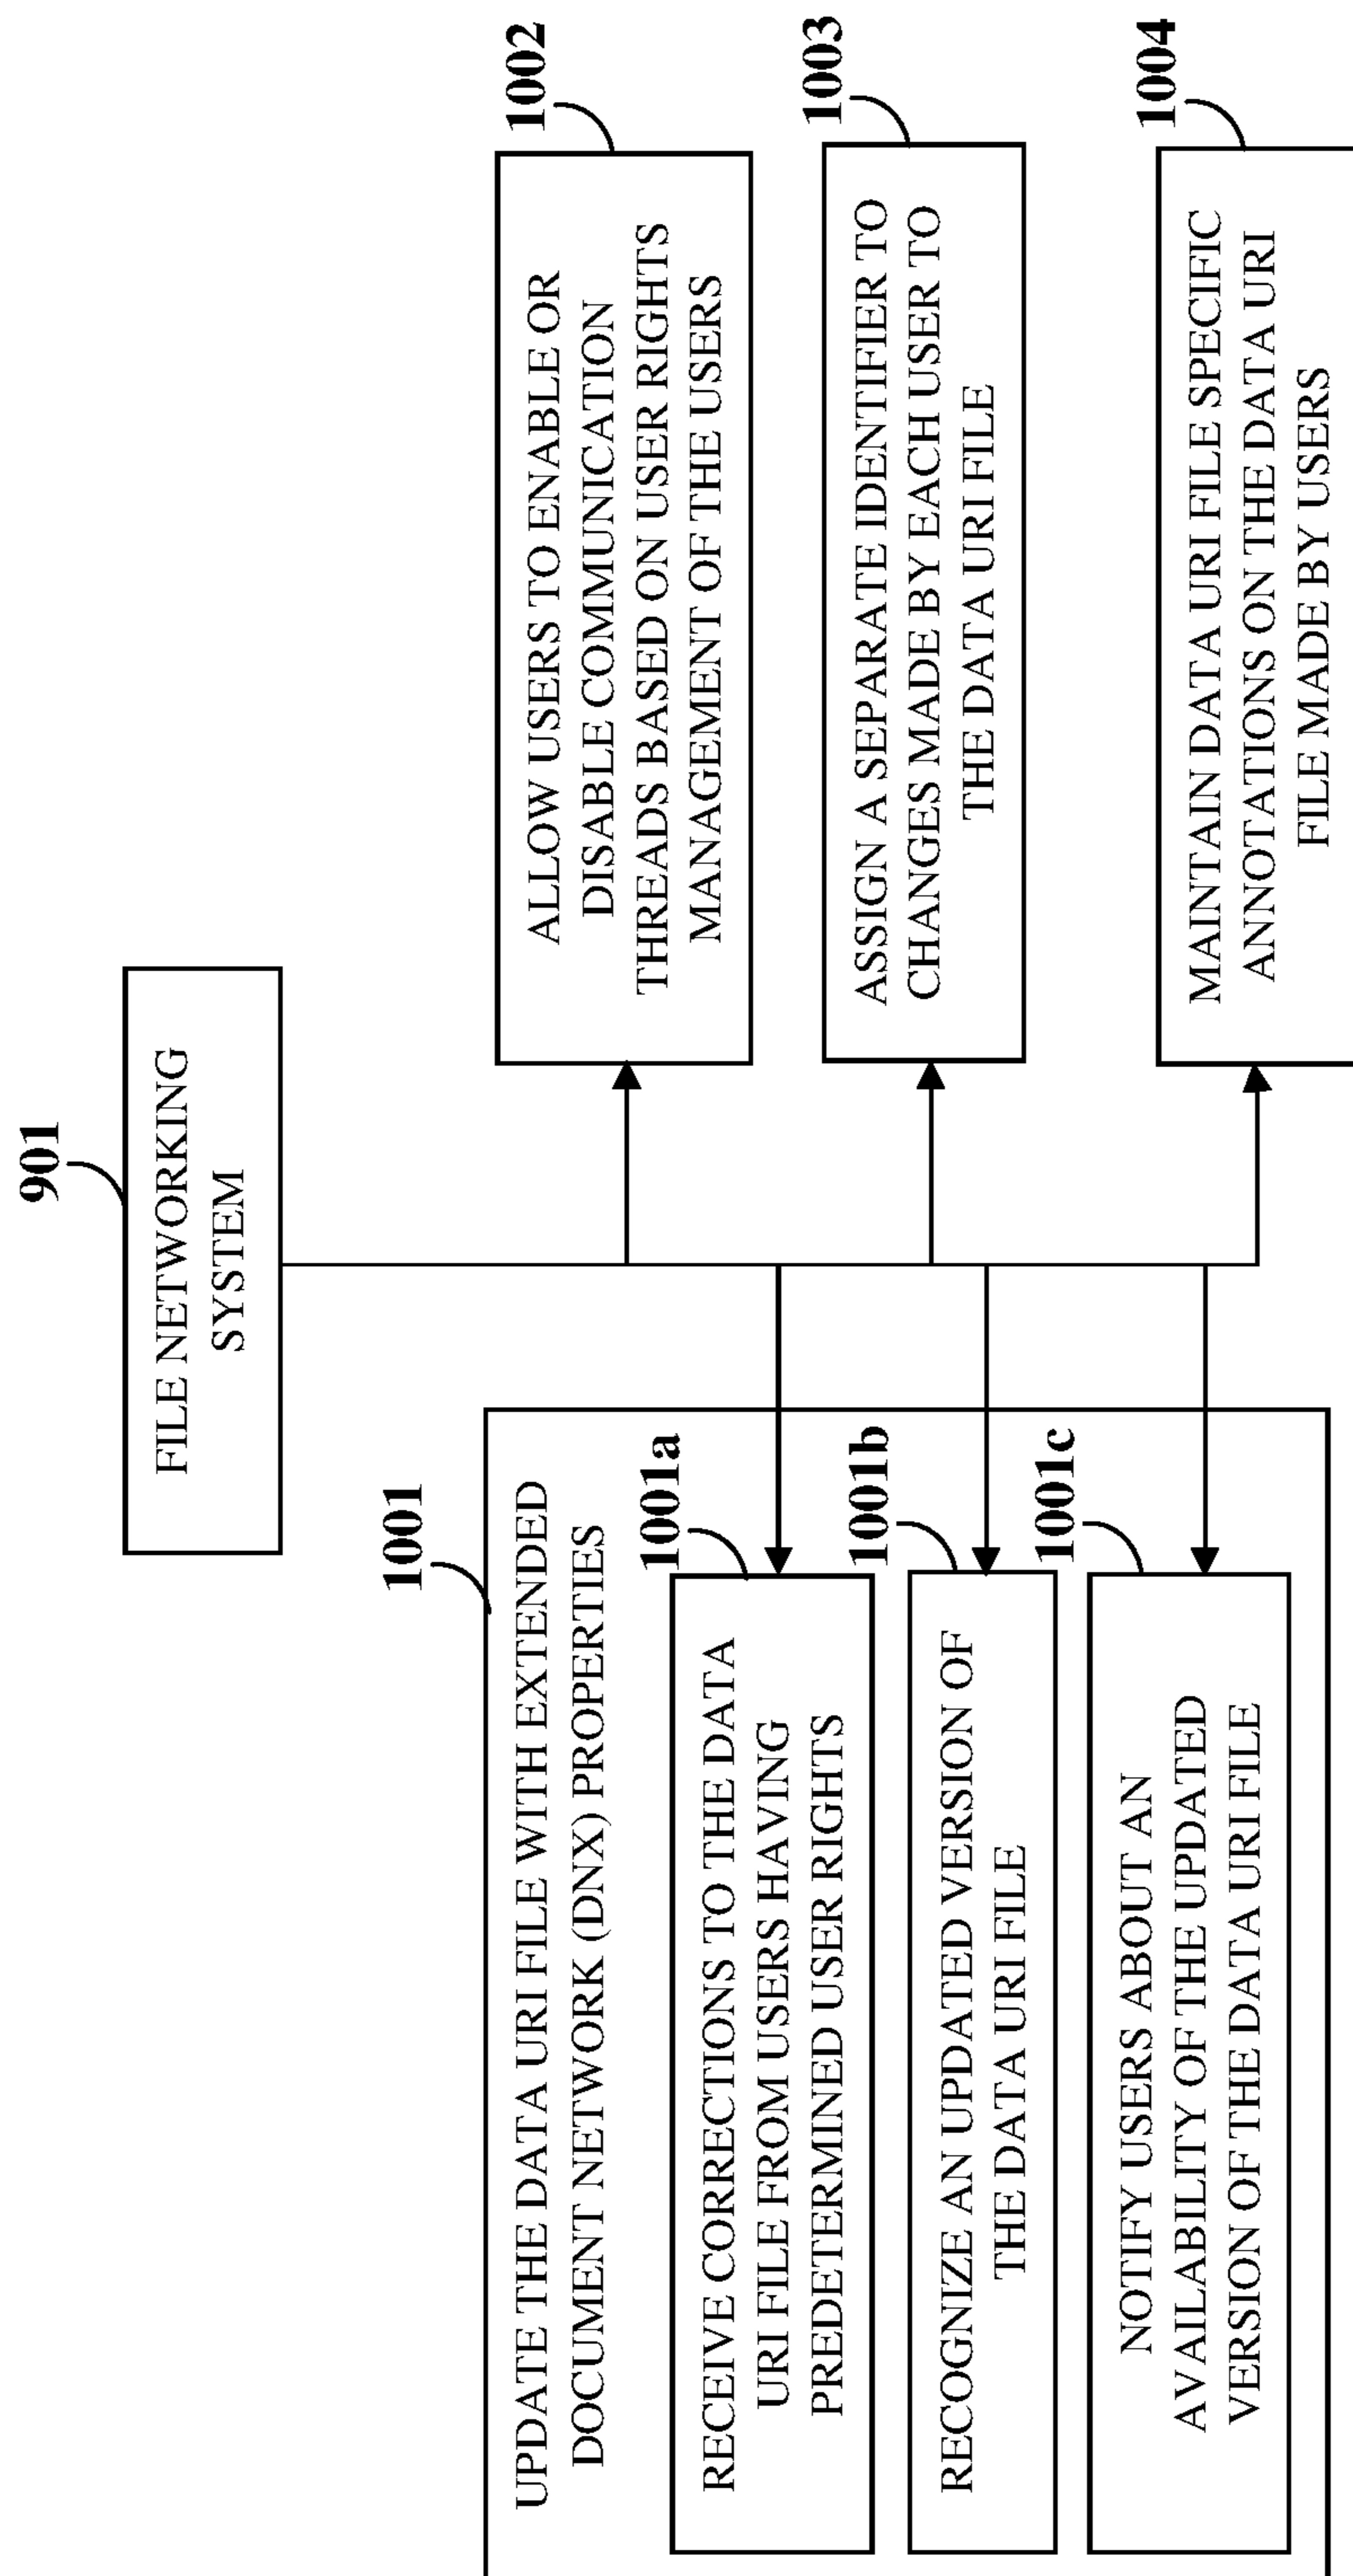 901
FILE NETWORKING
SYSTEM
1001
UPDATE THE DATA URI FILE WITH EXTENDED
DOCUMENT NETWORK (DNX) PROPERTIES
1001a
RECEIVE CORRECTIONS TO THE DATA
URI FILE FROM USERS HAVING
PREDETERMINED USER RIGHTS
1001b
RECOGNIZE AN UPDATED VERSION OF
THE DATA URI FILE
1001c
NOTIFY USERS ABOUT AN
AVAILABILITY OF THE UPDATED
VERSION OF THE DATA URI FILE
1002
ALLOW USERS TO ENABLE OR
DISABLE COMMUNICATION
THREADS BASED ON USER RIGHTS
MANAGEMENT OF THE USERS
1003
ASSIGN A SEPARATE IDENTIFIER TO
CHANGES MADE BY EACH USER TO
THE DATA URI FILE
1004
MAINTAIN DATA URI FILE SPECIFIC
ANNOTATIONS ON THE DATA URI
FILE MADE BY USERS